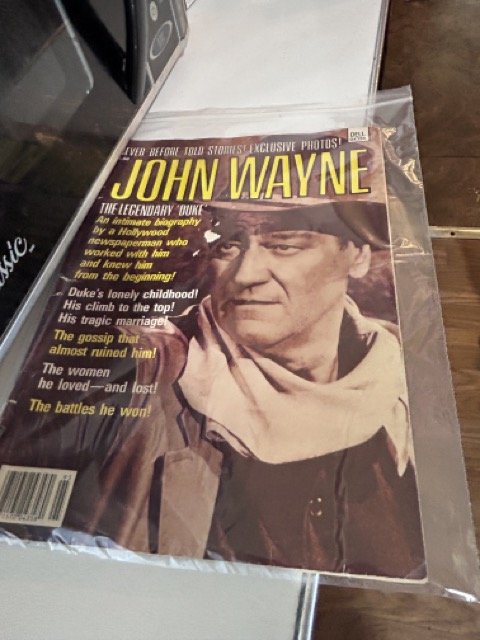 EVER BEFORE TOLD STORIES! EXCLUSIVE PHOTOS!
DELL
JOHN WAYNE
THE LEGENDARY 'DUKE'
An intimate biography
by a Hollywood
newspaperman who
worked with him
and knew him
from the beginning!
Duke's lonely childhood!
His climb to the top!
His tragic marriage!
The gossip that
almost ruined him!
The women
he loved—and lost!
The battles he won!